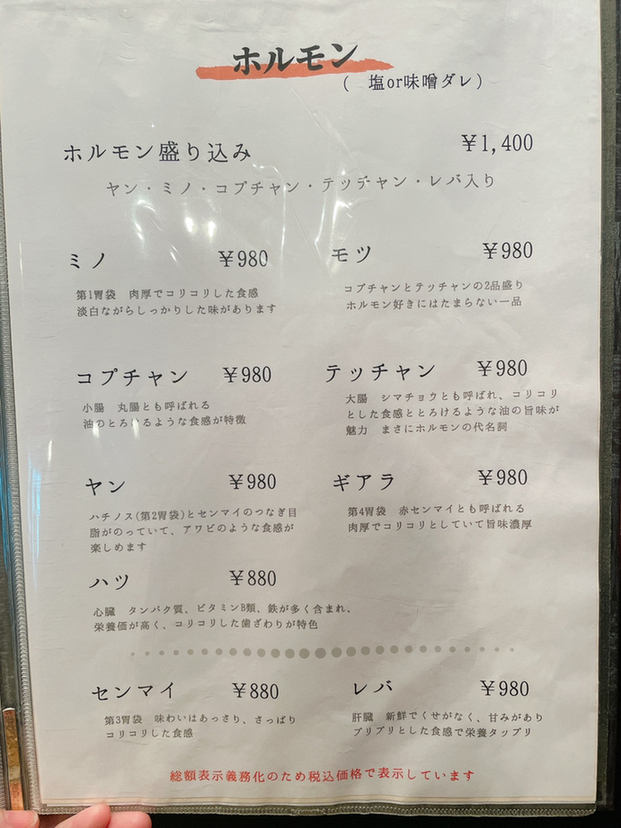 ホルモン
( 塩or味噌ダレ)
ホルモン盛り込み ￥1,400
ヤン・ミノ・コプチャン・テッチャン・レバ入り
ミノ ￥980
第1胃袋 肉厚でコリコリした食感
淡白ながらしっかりした味があります
モツ ￥980
コプチャンとテッチャンの2品盛り
ホルモン好きにはたまらない一品
コプチャン ￥980
小腸 丸腸とも呼ばれる
油のとろけるような食感が特徴
テッチャン ￥980
大腸 シマチョウとも呼ばれ、コリコリ
とした食感ととろけるような油の旨味が
魅力 まさにホルモンの代名詞
ヤン ￥980
ハチノス(第2胃袋)とセンマイのつなぎ目
脂がのっていて、アワビのような食感が
楽しめます
ギアラ ￥980
第4胃袋 赤センマイとも呼ばれる
肉厚でコリコリとしていて旨味濃厚
ハツ ￥880
心臓 タンパク質、ビタミンB類、鉄が多く含まれ、
栄養価が高く、コリコリした歯ざわりが特色
センマイ ￥880
第3胃袋 味わいはあっさり、さっぱり
コリコリした食感
レバ ￥980
肝臓 新鮮でくせがなく、甘みがあり
プリプリとした食感で栄養タップリ
総額表示義務化のため税込価格で表示しています